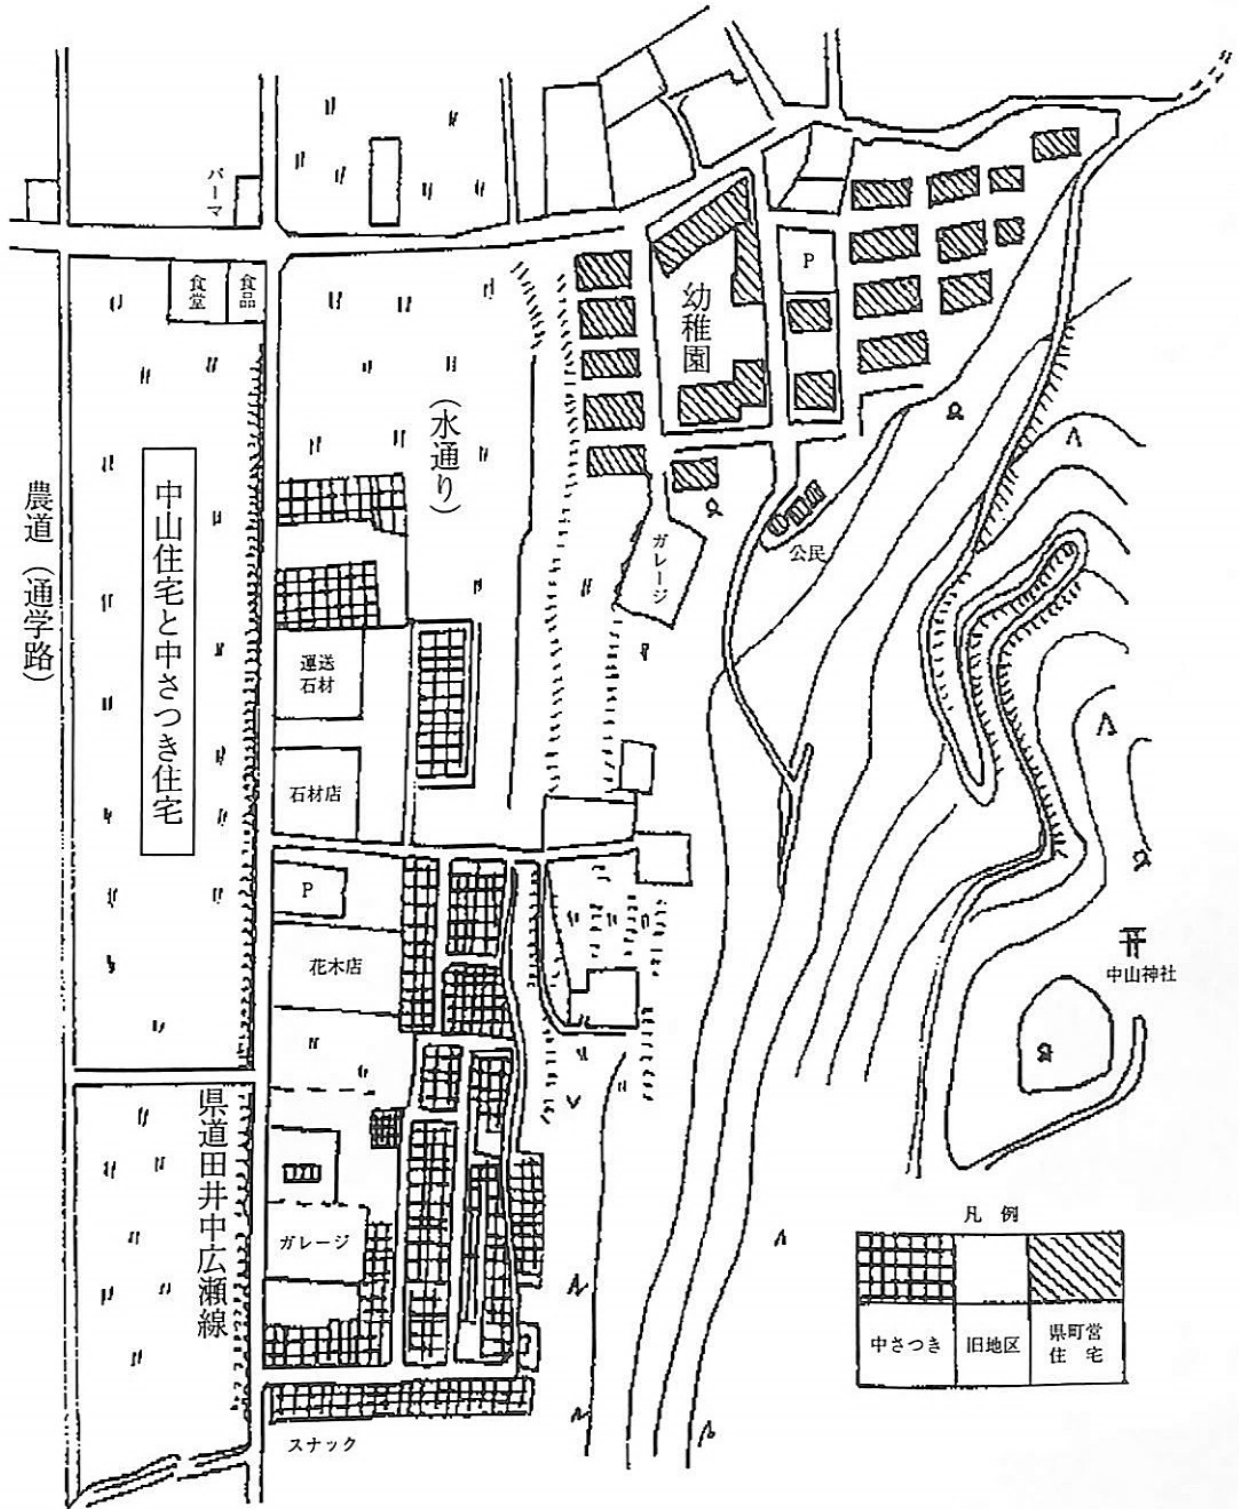 パーマ
食堂
食品
P
幼稚園
（水通り）
農道（通学路）
中山住宅と中さつき住宅
ガレージ
公民
運送
石材
石材店
P
花木店
中山神社
県道田井中広瀬線
ガレージ
スナック
凡例
中さつき
旧地区
県町営
住宅